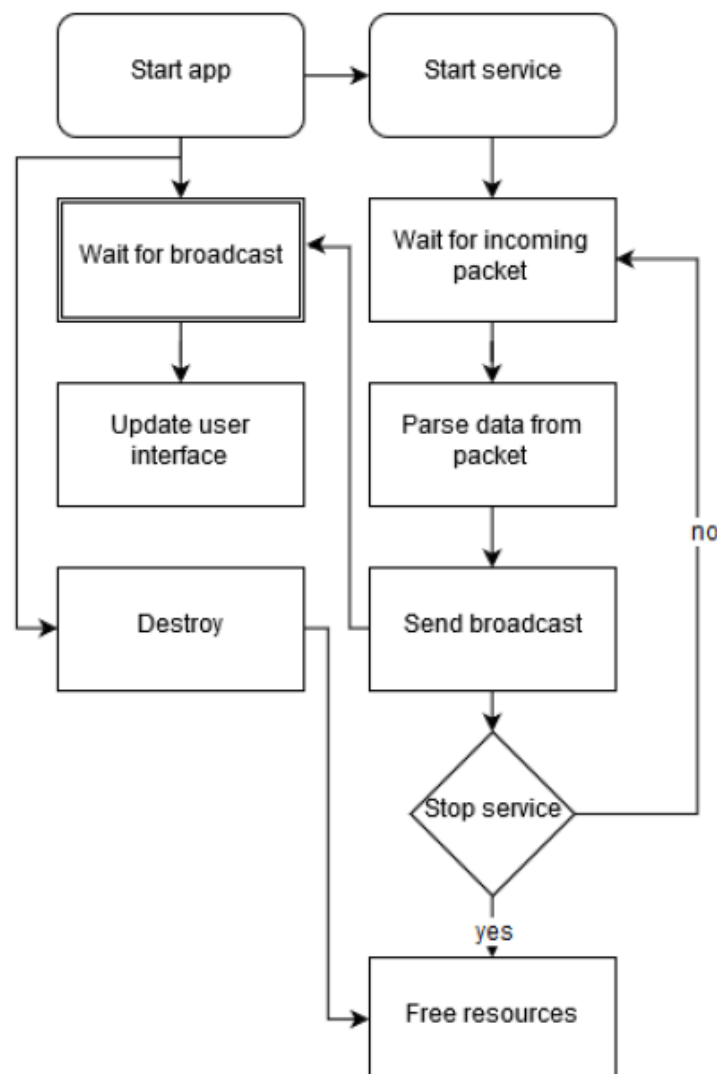 Start app
Start service
Wait for broadcast
Wait for incoming
packet
Update user
interface
Parse data from
packet
no
Destroy
Send broadcast
Stop service
yes
Free resources